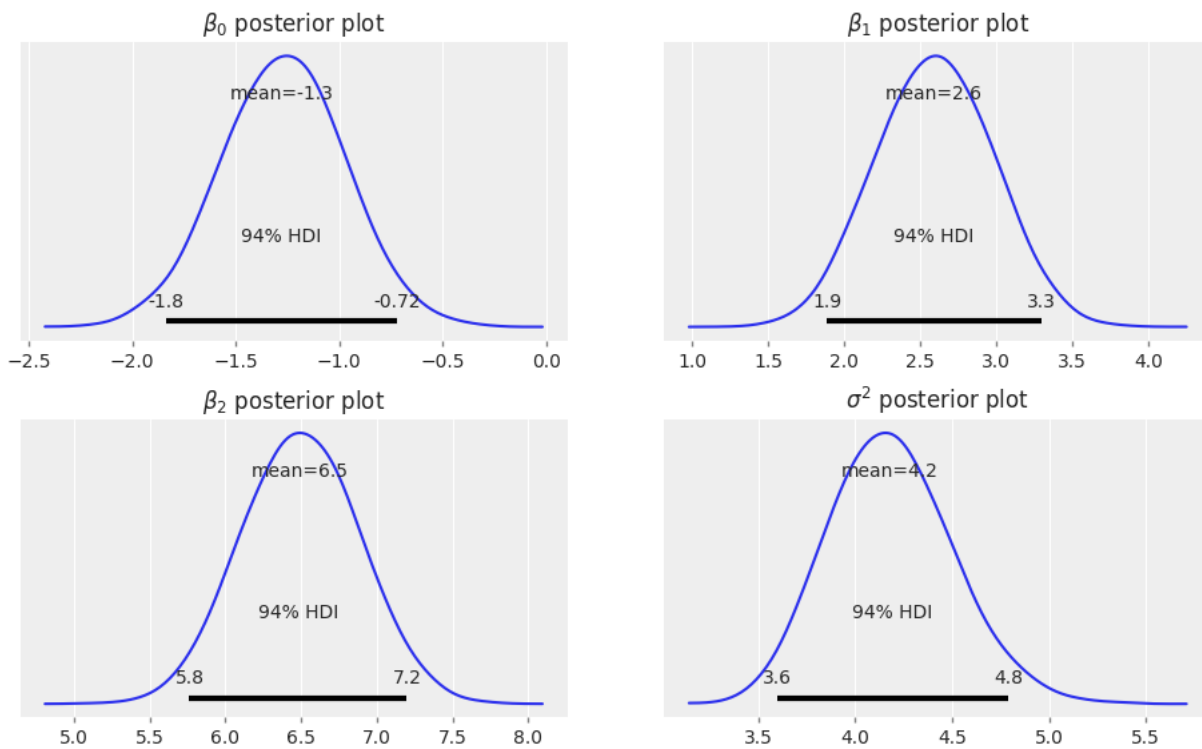 β₀ posterior plot
mean=-1.3
94% HDI
-1.8 -0.72
−2.5 −2.0 −1.5 −1.0 −0.5 0.0
β₁ posterior plot
mean=2.6
94% HDI
1.9 3.3
1.0 1.5 2.0 2.5 3.0 3.5 4.0
β₂ posterior plot
mean=6.5
94% HDI
5.8 7.2
5.0 5.5 6.0 6.5 7.0 7.5 8.0
σ² posterior plot
mean=4.2
94% HDI
3.6 4.8
3.5 4.0 4.5 5.0 5.5